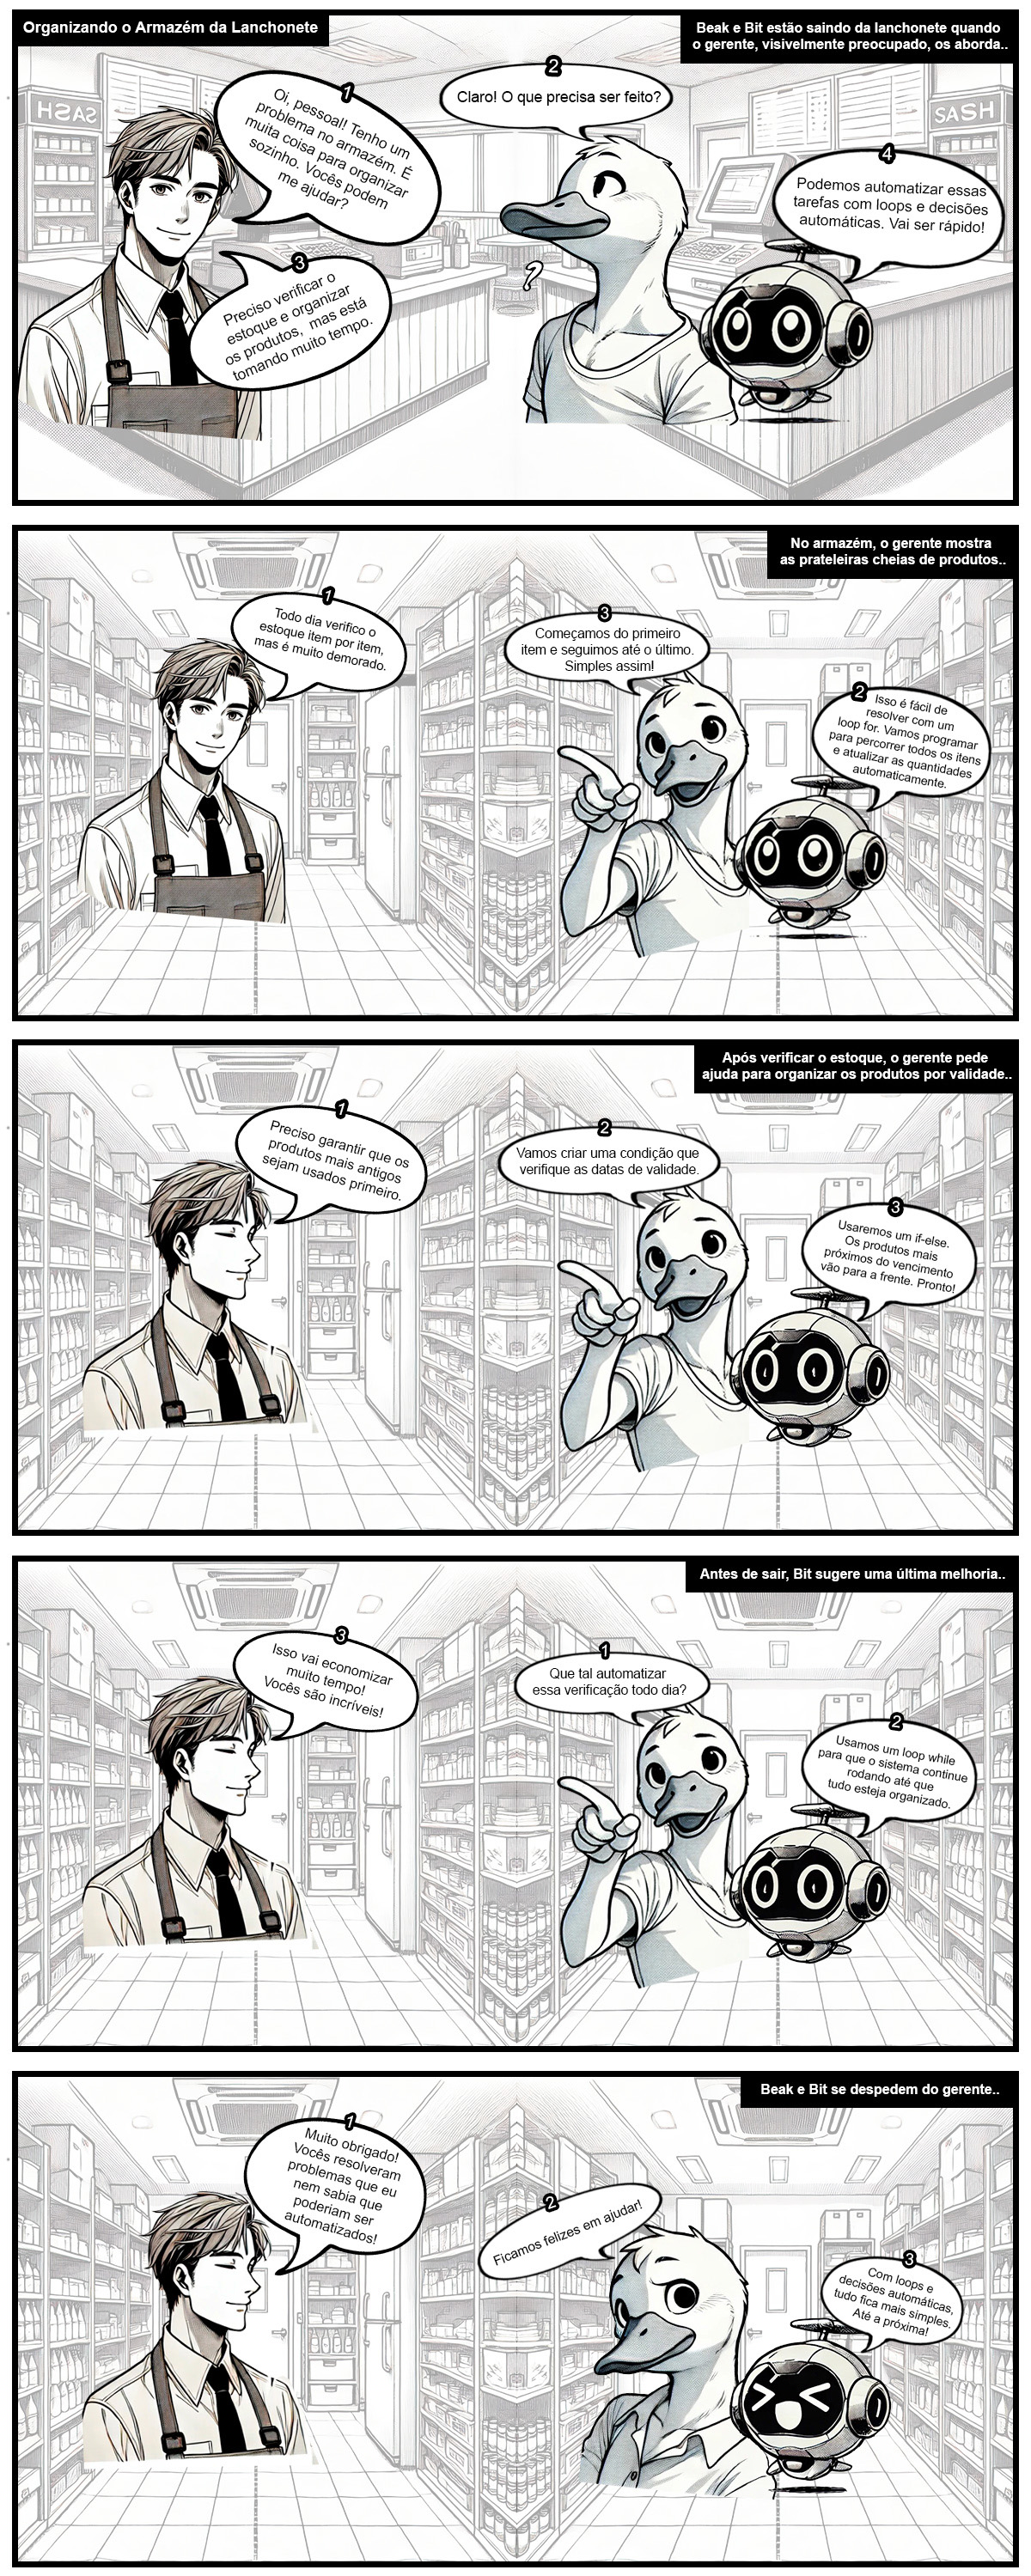 Organizando o Armazém da Lanchonete
Beak e Bit estão saindo da lanchonete quando
o gerente, visivelmente preocupado, os aborda..
HSAS
SASH
1
Oi, pessoal! Tenho um
problema no armazém. É
muita coisa para organizar
sozinho. Vocês podem
me ajudar?
2
Claro! O que precisa ser feito?
3
Preciso verificar o
estoque e organizar
os produtos, mas está
tomando muito tempo.
?
4
Podemos automatizar essas
tarefas com loops e decisões
automáticas. Vai ser rápido!
No armazém, o gerente mostra
as prateleiras cheias de produtos..
1
Todo dia verifico o
estoque item por item,
mas é muito demorado.
2
Isso é fácil de
resolver com um
loop for. Vamos programar
para percorrer todos os itens
e atualizar as quantidades
automaticamente.
3
Começamos do primeiro
item e seguimos até o último.
Simples assim!
Após verificar o estoque, o gerente pede
ajuda para organizar os produtos por validade..
1
Preciso garantir que os
produtos mais antigos
sejam usados primeiro.
2
Vamos criar uma condição que
verifique as datas de validade.
3
Usaremos um if-else.
Os produtos mais
próximos do vencimento
vão para a frente. Pronto!
Antes de sair, Bit sugere uma última melhoria..
1
Que tal automatizar
essa verificação todo dia?
2
Usamos um loop while
para que o sistema continue
rodando até que
tudo esteja organizado.
3
Isso vai economizar
muito tempo!
Vocês são incríveis!
Beak e Bit se despedem do gerente..
1
Muito obrigado!
Vocês resolveram
problemas que eu
nem sabia que
poderiam ser
automatizados!
2
Ficamos felizes em ajudar!
3
Com loops e
decisões automáticas,
tudo fica mais simples.
Até a próxima!